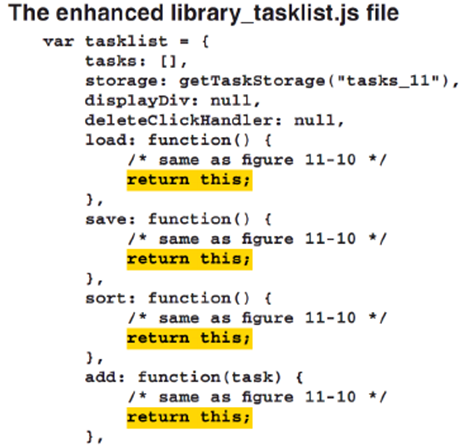 The enhanced library_tasklist.js file
var tasklist = {
    tasks: [],
    storage: getTaskStorage("tasks_11"),
    displayDiv: null,
    deleteClickHandler: null,
    load: function() {
        /* same as figure 11-10 */
        return this;
    },
    save: function() {
        /* same as figure 11-10 */
        return this;
    },
    sort: function() {
        /* same as figure 11-10 */
        return this;
    },
    add: function(task) {
        /* same as figure 11-10 */
        return this;
    },